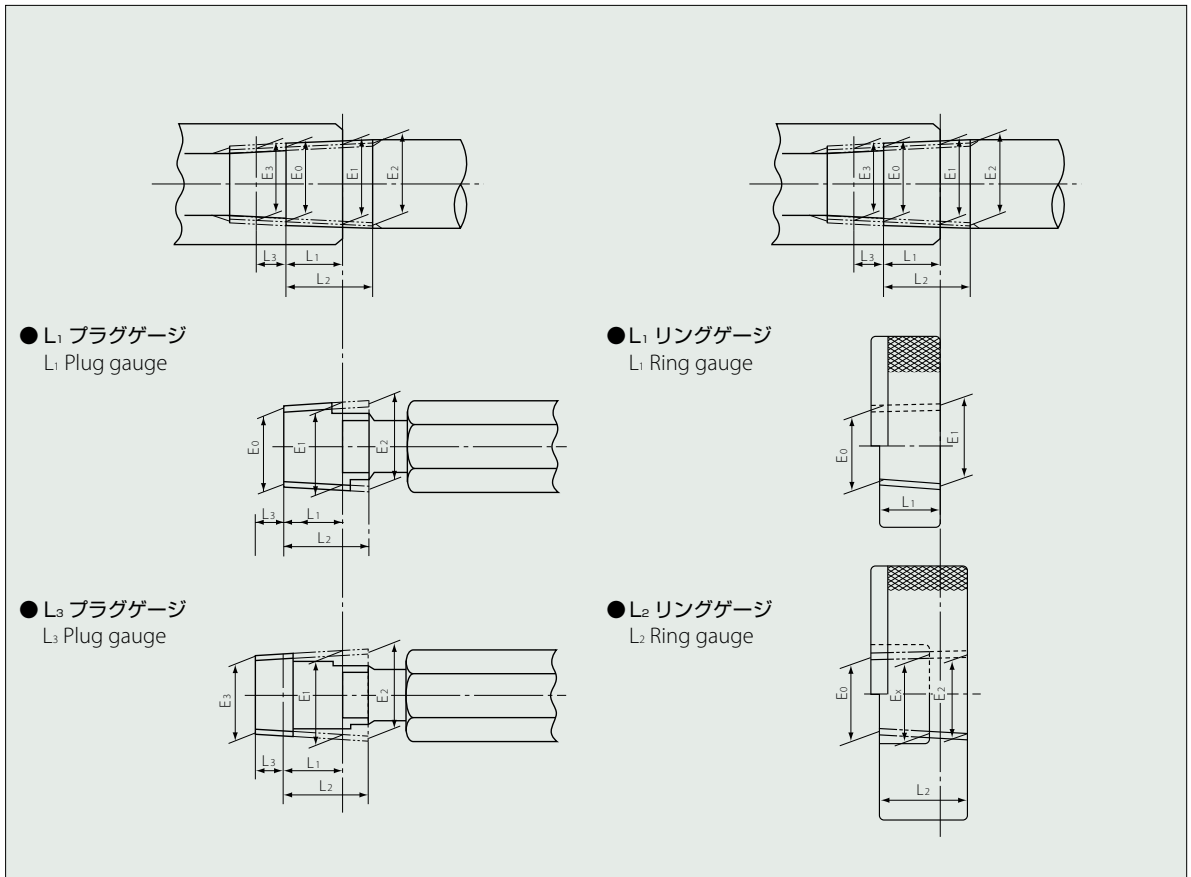 E3
E0
E1
E2
L3
L1
L2
E3
E0
E1
E2
L3
L1
L2
● L1 プラグゲージ
L1 Plug gauge
E0
E1
E2
L3
L1
L2
● L1 リングゲージ
L1 Ring gauge
E0
E1
L1
● L3 プラグゲージ
L3 Plug gauge
E3
E1
E2
L3
L1
L2
● L2 リングゲージ
L2 Ring gauge
E0
Ex
E2
L2